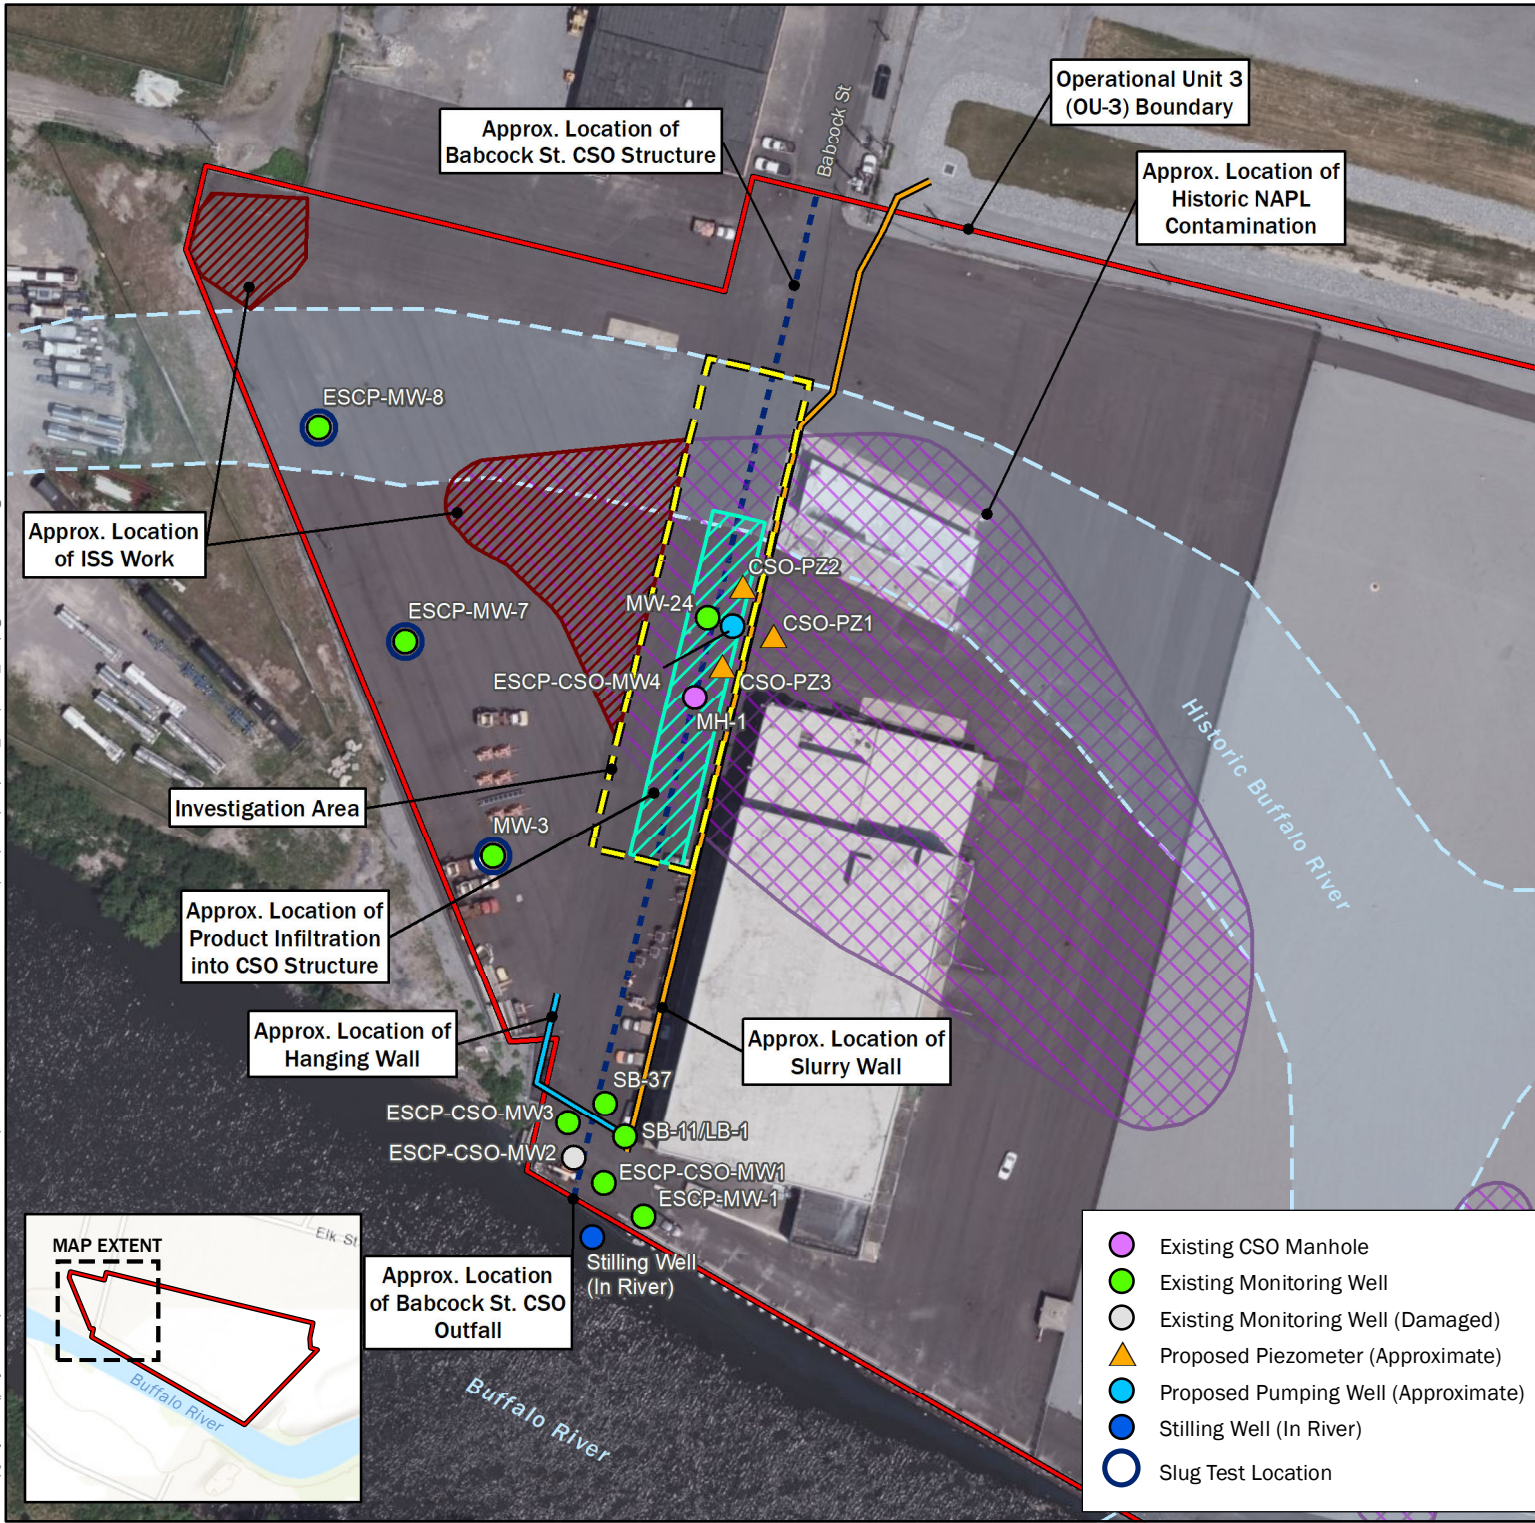 Operational Unit 3
(OU-3) Boundary
Approx. Location of
Babcock St. CSO Structure
Babcock St
Approx. Location of
Historic NAPL
Contamination
ESCP-MW-8
Approx. Location
of ISS Work
CSO-PZ2
MW-24
ESCP-MW-7
CSO-PZ1
ESCP-CSO-MW4
CSO-PZ3
MH-1
Historic Buffalo River
Investigation Area
MW-3
Approx. Location of
Product Infiltration
into CSO Structure
Approx. Location of
Hanging Wall
Approx. Location of
Slurry Wall
SB-37
ESCP-CSO-MW3
SB-11/LB-1
ESCP-CSO-MW2
ESCP-CSO-MW1
ESCP-MW-1
Stilling Well
(In River)
Approx. Location
of Babcock St. CSO
Outfall
Buffalo River
MAP EXTENT
Elk St
Buffalo River
Existing CSO Manhole
Existing Monitoring Well
Existing Monitoring Well (Damaged)
Proposed Piezometer (Approximate)
Proposed Pumping Well (Approximate)
Stilling Well (In River)
Slug Test Location